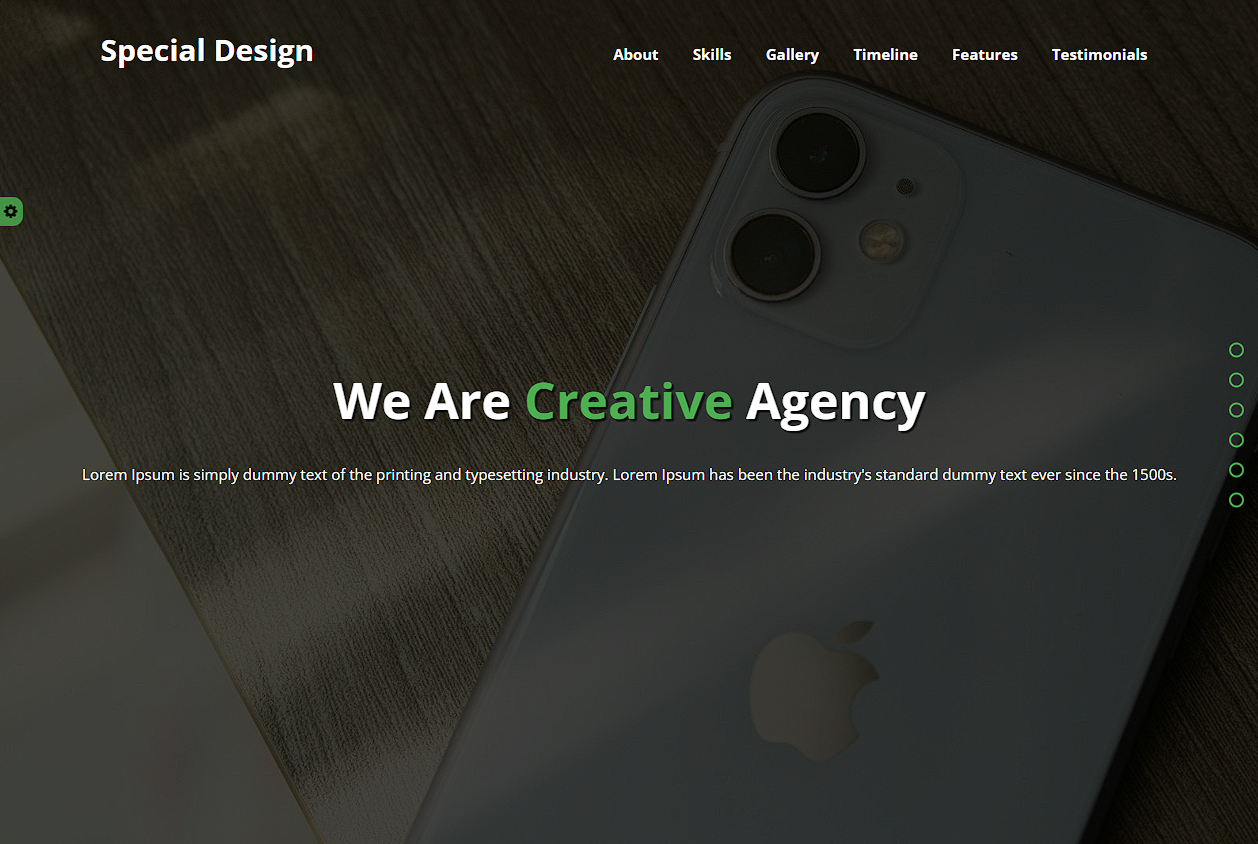 Special Design
About Skills Gallery Timeline Features Testimonials
We Are Creative Agency
Lorem Ipsum is simply dummy text of the printing and typesetting industry. Lorem Ipsum has been the industry's standard dummy text ever since the 1500s.